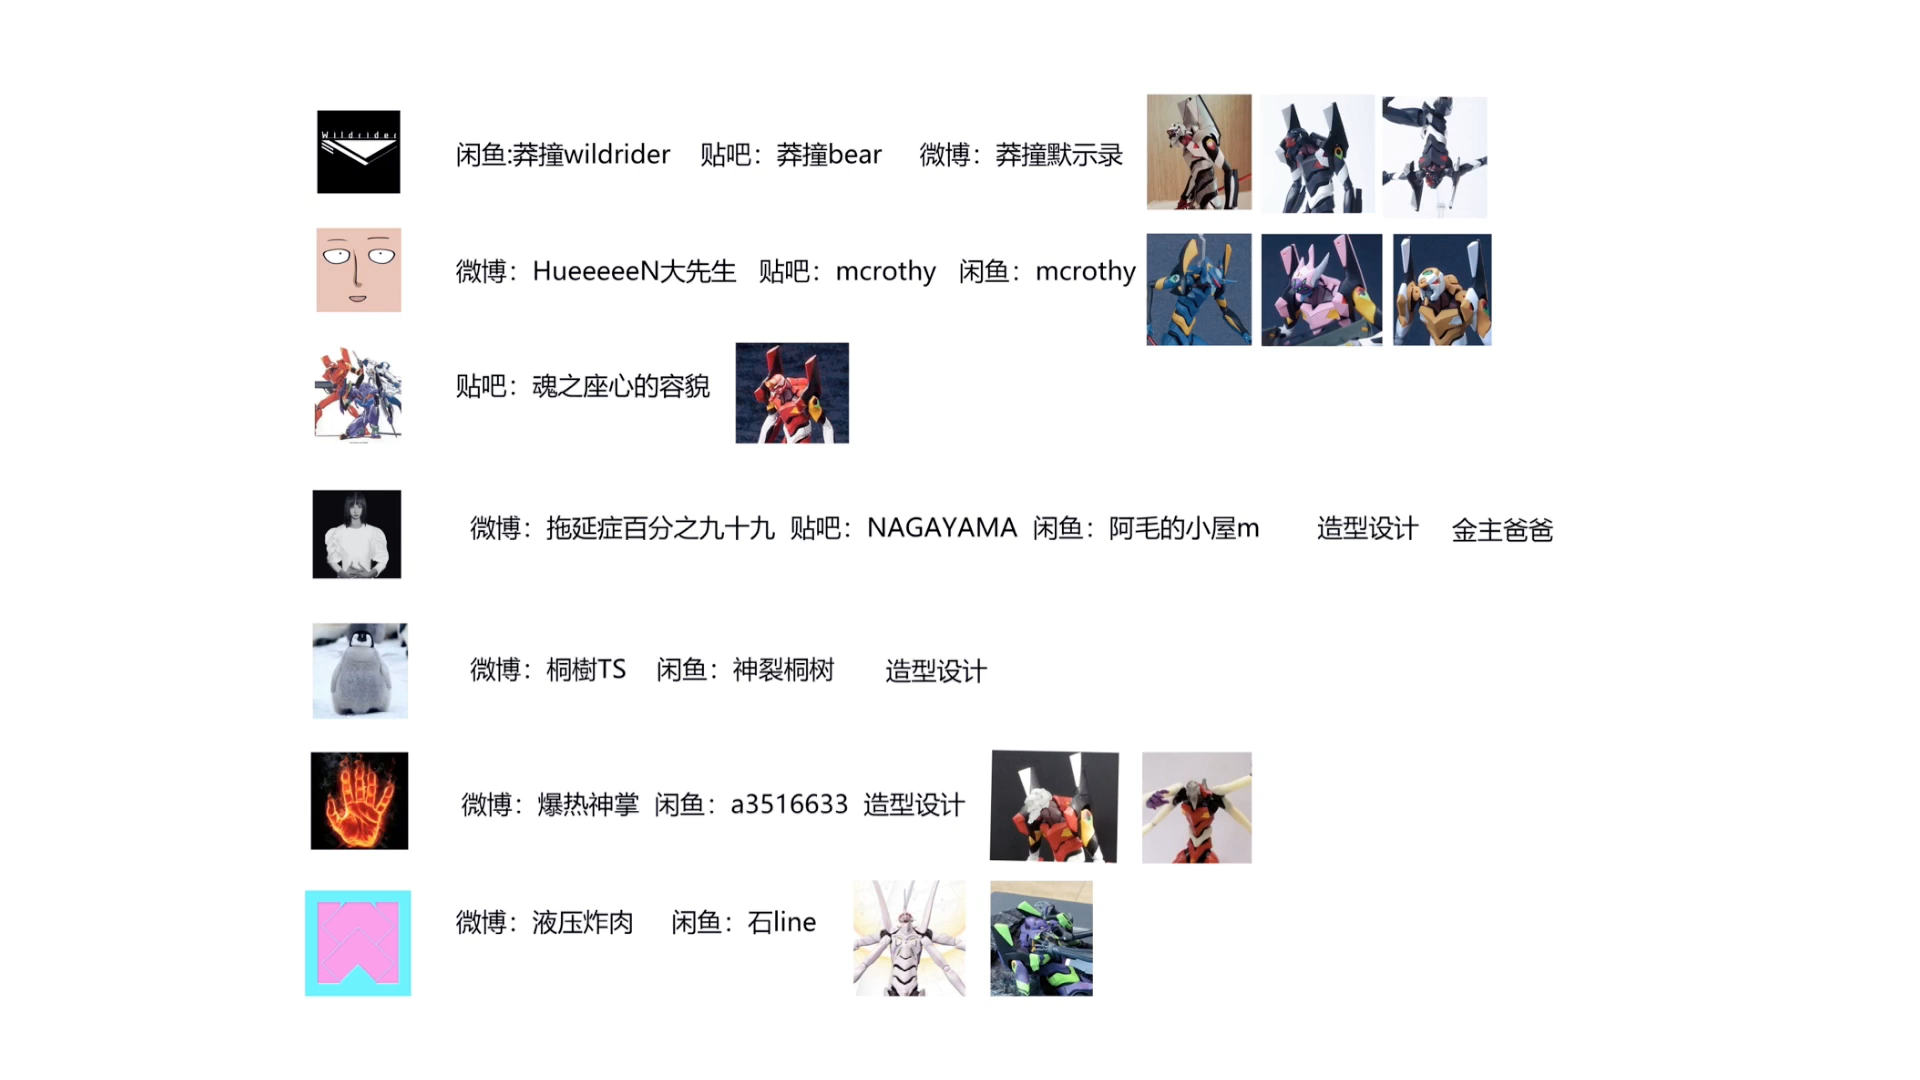 Wildrider
闲鱼:莽撞wildrider 贴吧：莽撞bear 微博：莽撞默示录
微博：HueeeeeN大先生 贴吧：mcrothy 闲鱼：mcrothy
贴吧：魂之座心的容貌
微博：拖延症百分之九十九 贴吧：NAGAYAMA 闲鱼：阿毛的小屋m 造型设计 金主爸爸
微博：桐樹TS 闲鱼：神裂桐树 造型设计
微博：爆热神掌 闲鱼：a3516633 造型设计
微博：液压炸肉 闲鱼：石line